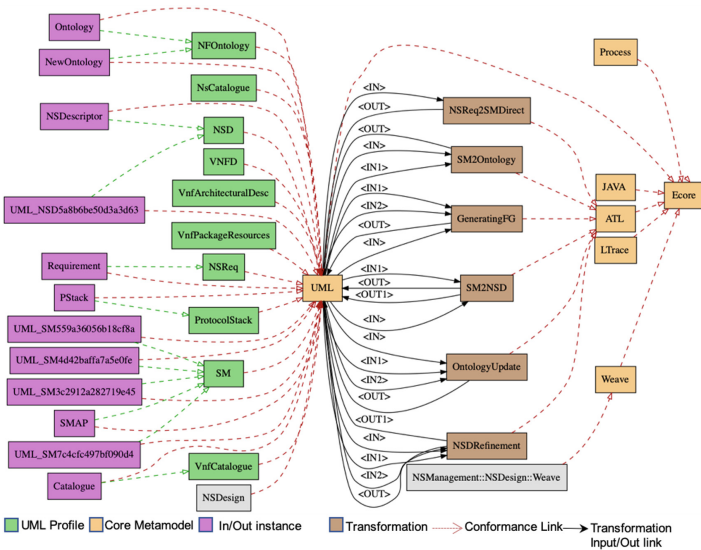 Ontology
NFOntology
NewOntology
NsCatalogue
NSDescriptor
NSD
VNFD
VnfArchitecturalDesc
UML_NSD5a8b6be50d3a3d63
VnfPackageResources
Requirement
NSReq
PStack
ProtocolStack
UML_SM559a36056b18cf8a
UML_SM4d42baffa7a5e0fe
SM
UML_SM3c2912a282719e45
SMAP
UML_SM7c4cfc497bf090d4
VnfCatalogue
Catalogue
NSDesign
UML
<IN>
<OUT>
<OUT>
<IN>
<IN1>
<IN1>
<IN2>
<OUT>
<IN>
<IN1>
<OUT>
<OUT1>
<IN>
<IN>
<IN1>
<IN2>
<OUT>
<OUT1>
<IN>
<IN1>
<IN2>
<OUT>
NSReq2SMDirect
SM2Ontology
GeneratingFG
SM2NSD
OntologyUpdate
NSDRefinement
NSManagement::NSDesign::Weave
Process
JAVA
Ecore
ATL
LTrace
Weave
UML Profile
Core Metamodel
In/Out instance
Transformation
Conformance Link
Transformation
Input/Out link